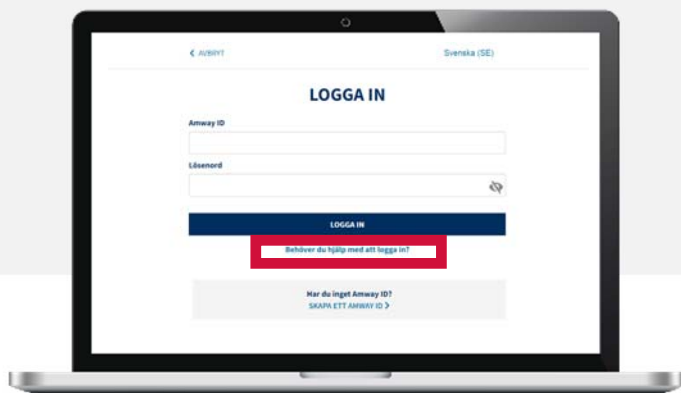 AVBRYT
Svenska (SE)
LOGGA IN
Amway ID
Lösenord
LOGGA IN
Behöver du hjälp med att logga in?
Har du inget Amway ID?
SKAPA ETT AMWAY ID